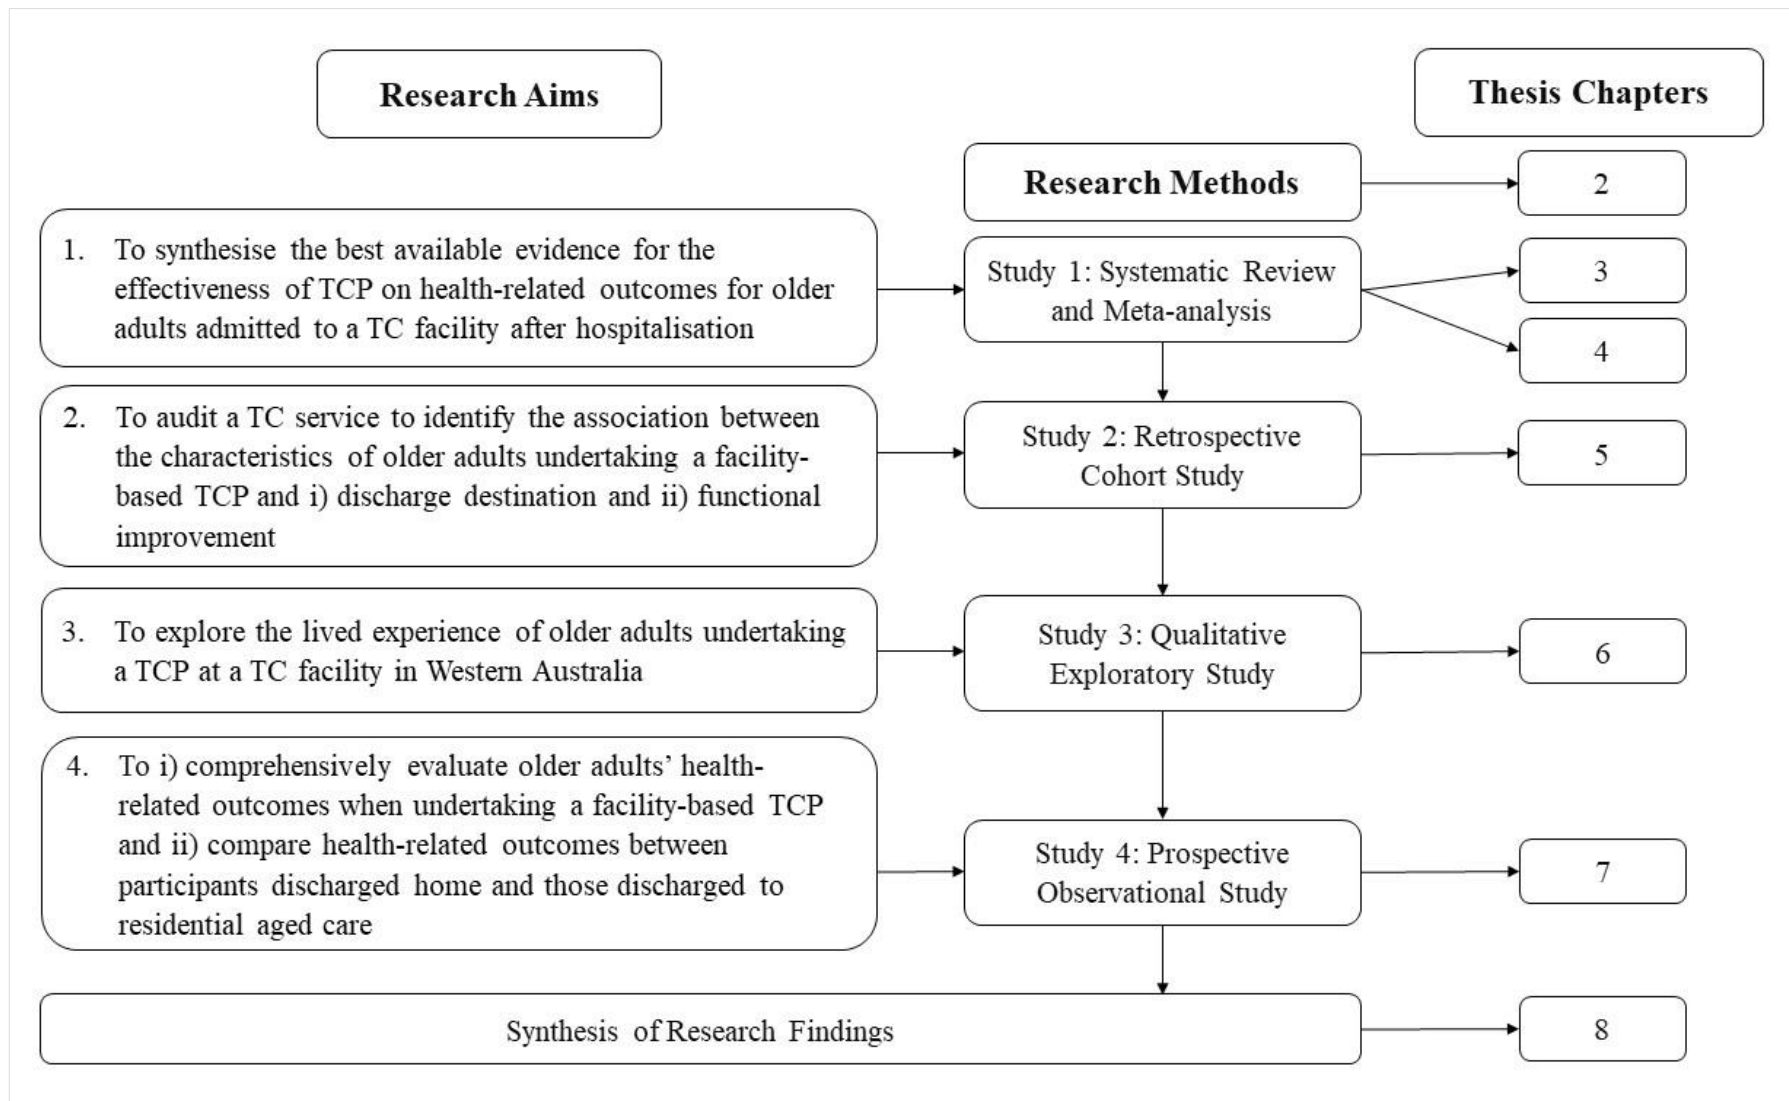 Research Aims
Thesis Chapters
Research Methods
2
1. To synthesise the best available evidence for the
effectiveness of TCP on health-related outcomes for older
adults admitted to a TC facility after hospitalisation
Study 1: Systematic Review
and Meta-analysis
3
4
2. To audit a TC service to identify the association between
the characteristics of older adults undertaking a facility-
based TCP and i) discharge destination and ii) functional
improvement
Study 2: Retrospective
Cohort Study
5
3. To explore the lived experience of older adults undertaking
a TCP at a TC facility in Western Australia
Study 3: Qualitative
Exploratory Study
6
4. To i) comprehensively evaluate older adults’ health-
related outcomes when undertaking a facility-based TCP
and ii) compare health-related outcomes between
participants discharged home and those discharged to
residential aged care
Study 4: Prospective
Observational Study
7
Synthesis of Research Findings
8